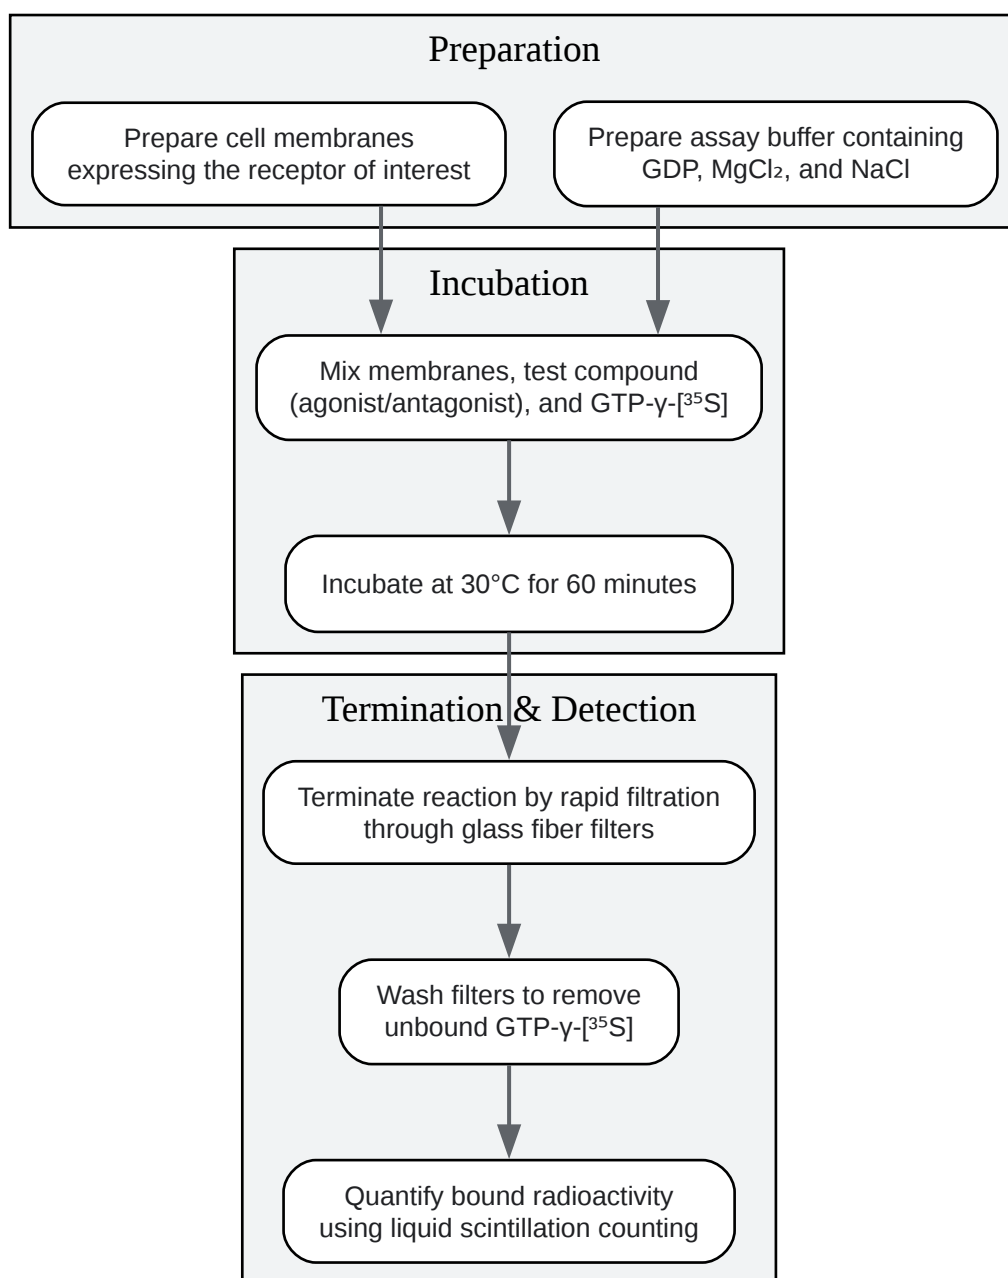 Preparation
Prepare cell membranes
expressing the receptor of interest
Prepare assay buffer containing
GDP, MgCl₂, and NaCl
Incubation
Mix membranes, test compound
(agonist/antagonist), and GTP-γ-[³⁵S]
Incubate at 30°C for 60 minutes
Termination & Detection
Terminate reaction by rapid filtration
through glass fiber filters
Wash filters to remove
unbound GTP-γ-[³⁵S]
Quantify bound radioactivity
using liquid scintillation counting